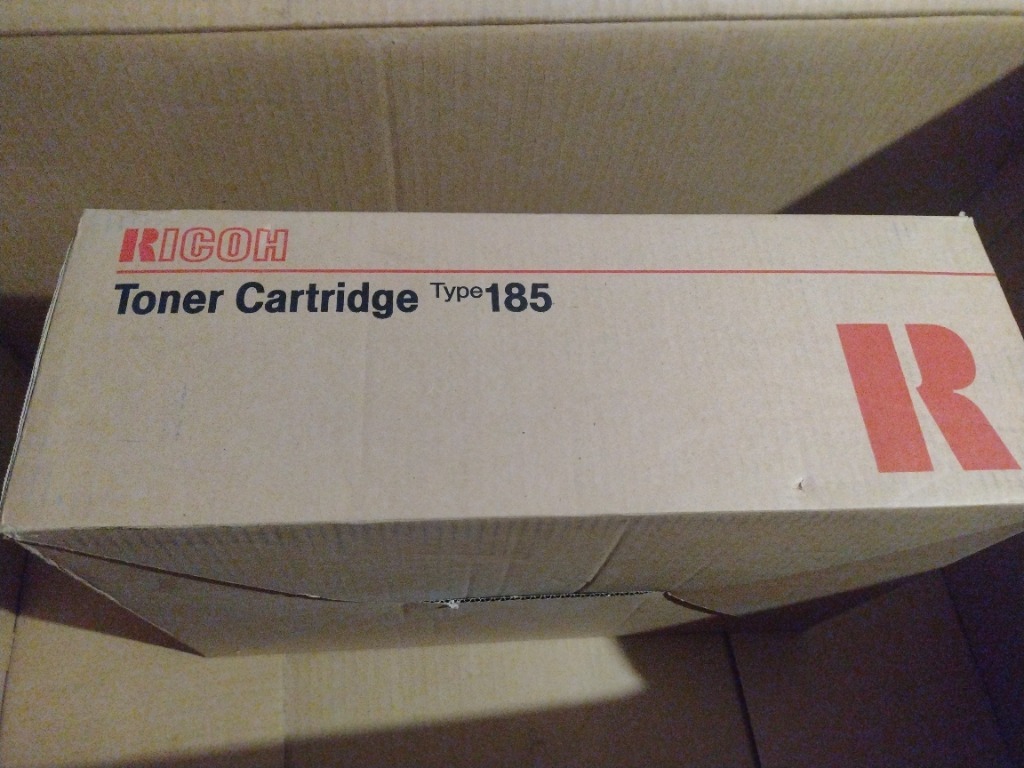 RICOH
Toner Cartridge Type 185
R